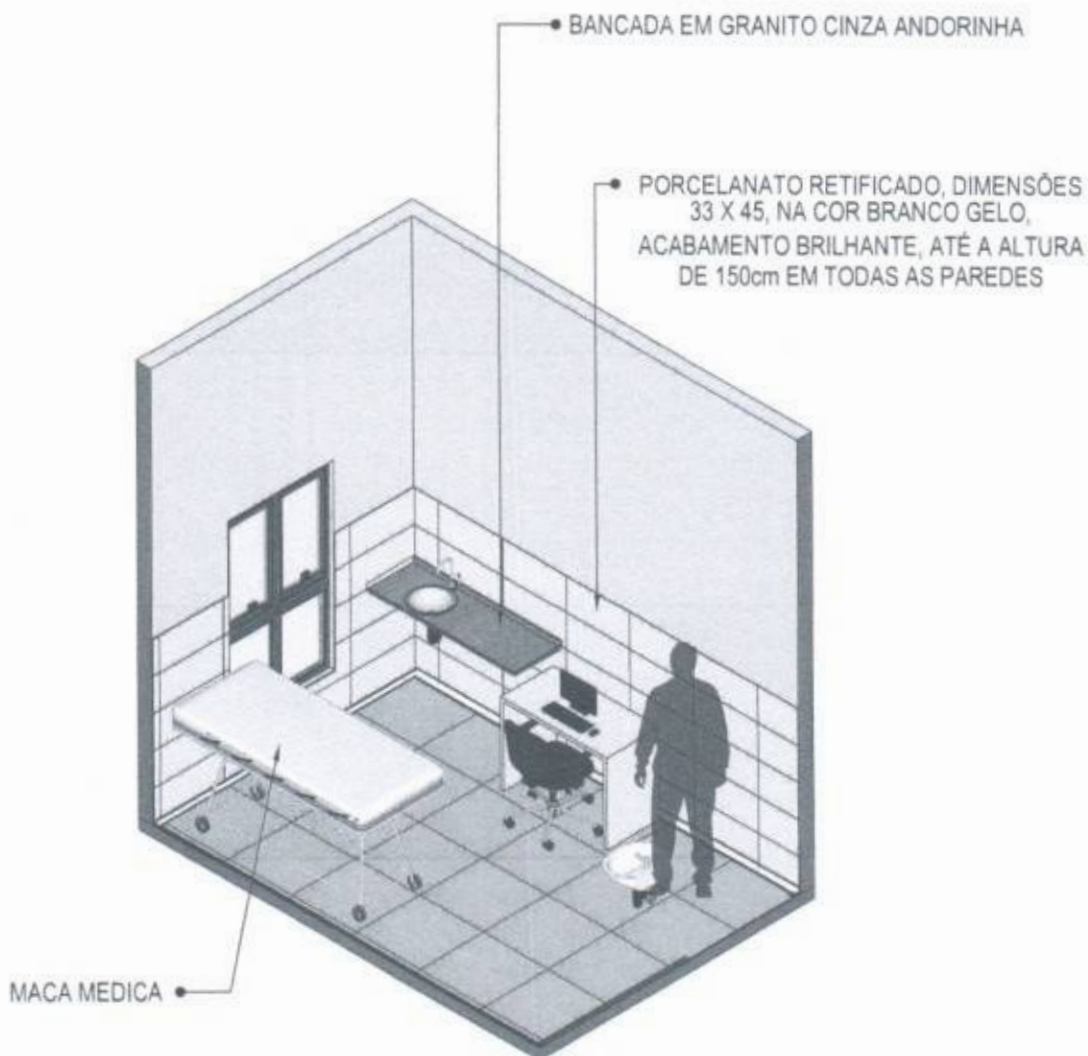 BANCADA EM GRANITO CINZA ANDORINHA
PORCELANATO RETIFICADO, DIMENSÕES
33 X 45, NA COR BRANCO GELO,
ACABAMENTO BRILHANTE, ATÉ A ALTURA
DE 150cm EM TODAS AS PAREDES
MACA MEDICA